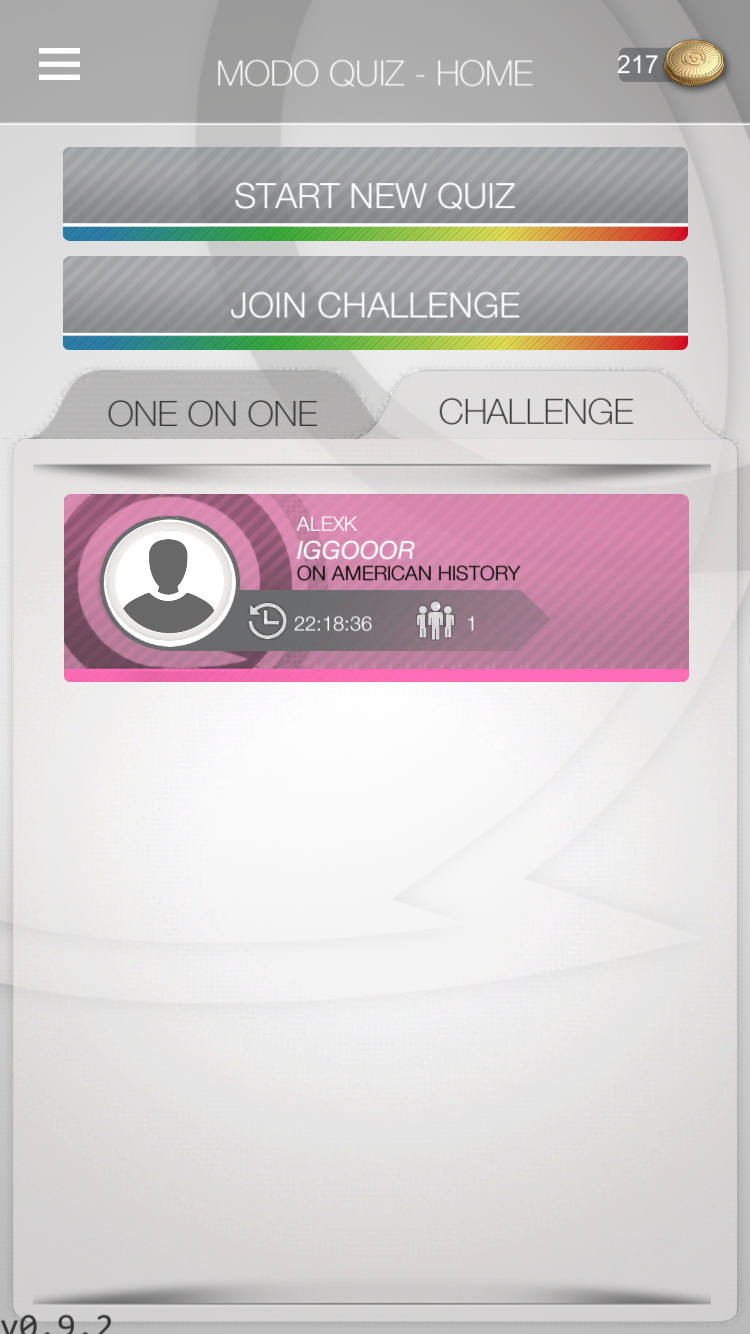 MODO QUIZ - HOME
217
START NEW QUIZ
JOIN CHALLENGE
ONE ON ONE
CHALLENGE
ALEXK
IGGOOOR
ON AMERICAN HISTORY
22:18:36
1
v0.9.2